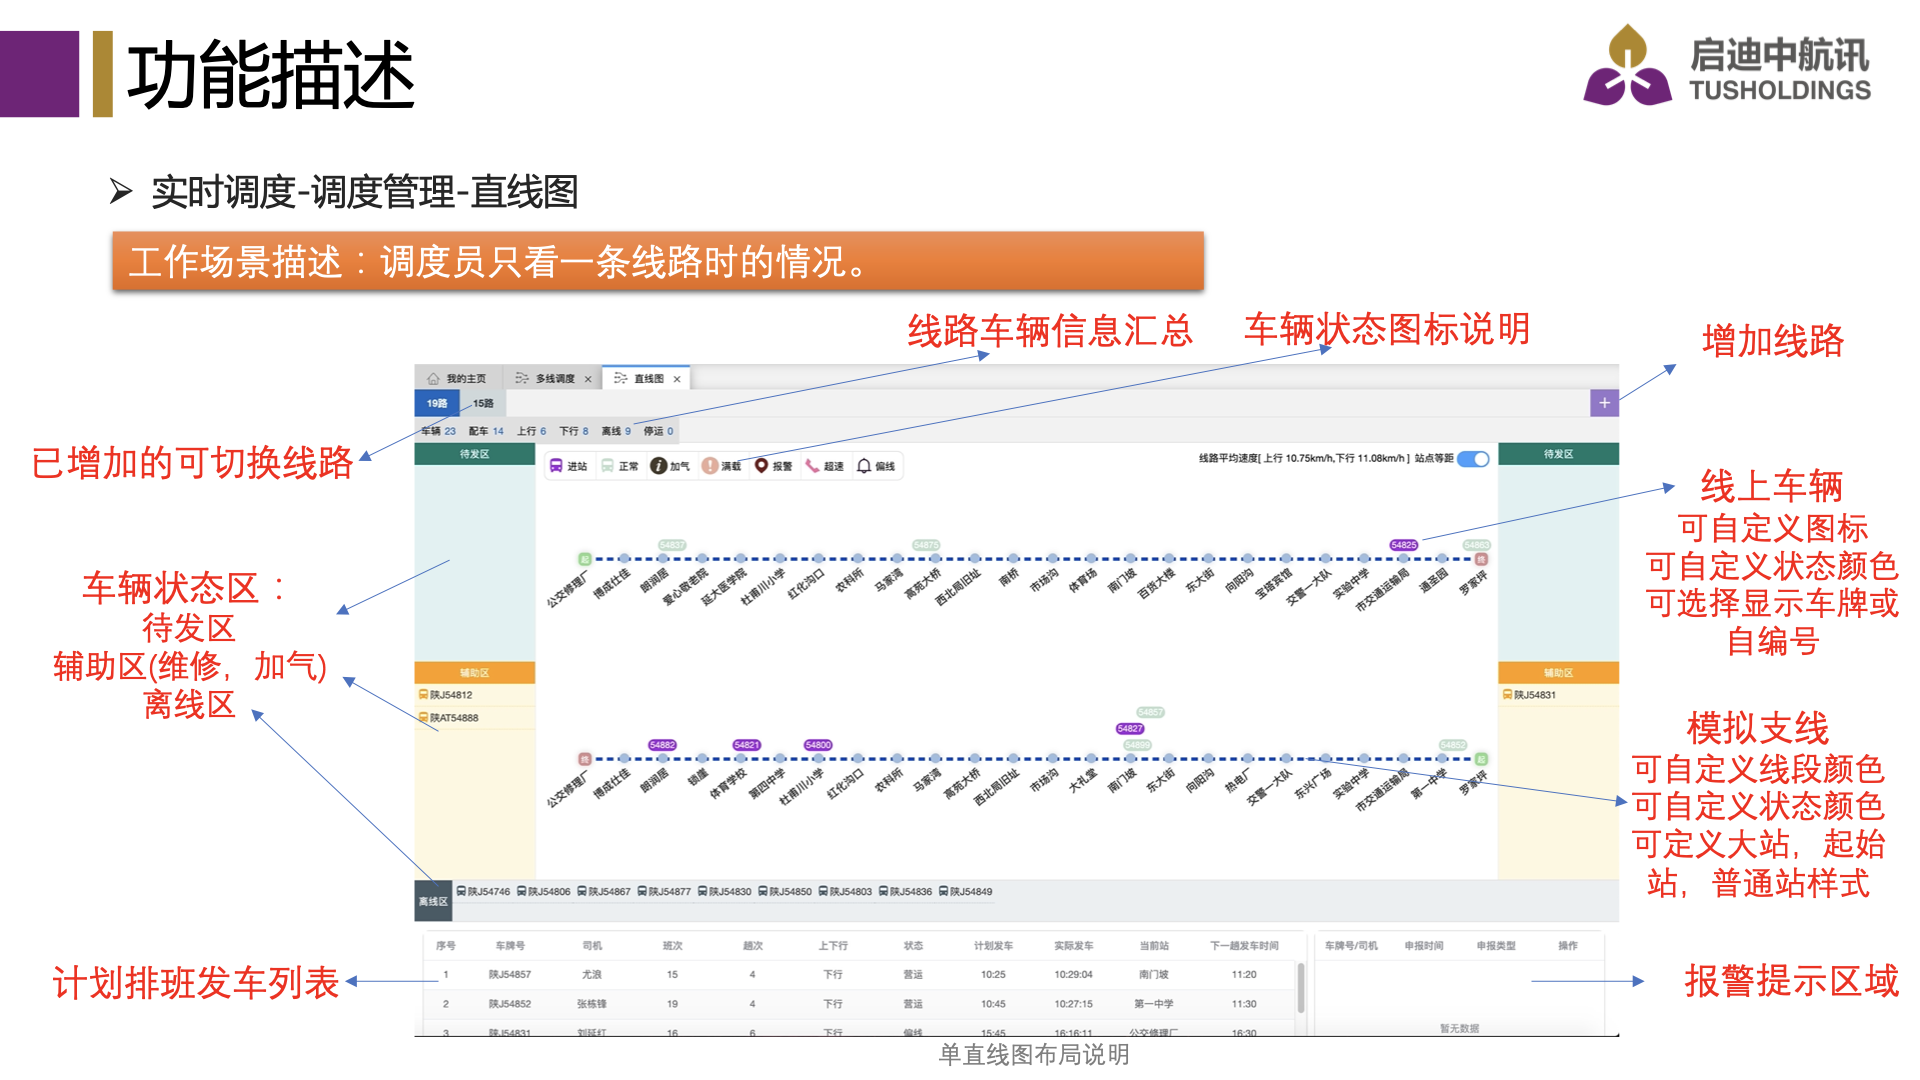 功能描述
启迪中航讯
TUSHOLDINGS
实时调度-调度管理-直线图
工作场景描述：调度员只看一条线路时的情况。
线路车辆信息汇总
车辆状态图标说明
增加线路
我的主页 多线调度 × 直线图 ×
19路 15路 +
车辆 23 配车 14 上行 6 下行 8 离线 9 停运 0
已增加的可切换线路
待发区
进站 正常 加气 满载 报警 超速 偏线
线路平均速度[ 上行 10.75km/h,下行 11.08km/h ] 站点等距
待发区
线上车辆
可自定义图标
可自定义状态颜色
可选择显示车牌或
自编号
54837 54875 54825 54863
起 终
公交修理厂 博成仕佳 朗润居 爱心敬老院 延大医学院 杜甫川小学 红化沟口 农科所 马家湾 高苑大桥 西北局旧址 南桥 市场沟 体育场 南门坡 百货大楼 东大街 向阳沟 宝塔宾馆 交警一大队 实验中学 市交通运输局 通圣园 罗家坪
车辆状态区：
待发区
辅助区(维修，加气)
离线区
辅助区
陕J54812
陕AT54888
辅助区
陕J54831
54857
54827
54882 54821 54800 54899 54852
终 起
公交修理厂 博成仕佳 朗润居 锁崖 体育学校 第四中学 杜甫川小学 红化沟口 农科所 马家湾 高苑大桥 西北局旧址 市场沟 大礼堂 南门坡 东大街 向阳沟 热电厂 交警一大队 东兴广场 实验中学 市交通运输局 第一中学 罗家坪
模拟支线
可自定义线段颜色
可自定义状态颜色
可定义大站，起始
站，普通站样式
离线区
陕J54746 陕J54806 陕J54867 陕J54877 陕J54830 陕J54850 陕J54803 陕J54836 陕J54849
计划排班发车列表
序号 车牌号 司机 班次 趟次 上下行 状态 计划发车 实际发车 当前站 下一趟发车时间
1 陕J54857 尤浪 15 4 下行 营运 10:25 10:29:04 南门坡 11:20
2 陕J54852 张栋锋 19 4 下行 营运 10:45 10:27:15 第一中学 11:30
3 陕J54831 刘延红 16 6 下行 偏线 15:45 16:16:11 公交修理厂 16:30
车牌号/司机 申报时间 申报类型 操作
暂无数据
报警提示区域
单直线图布局说明